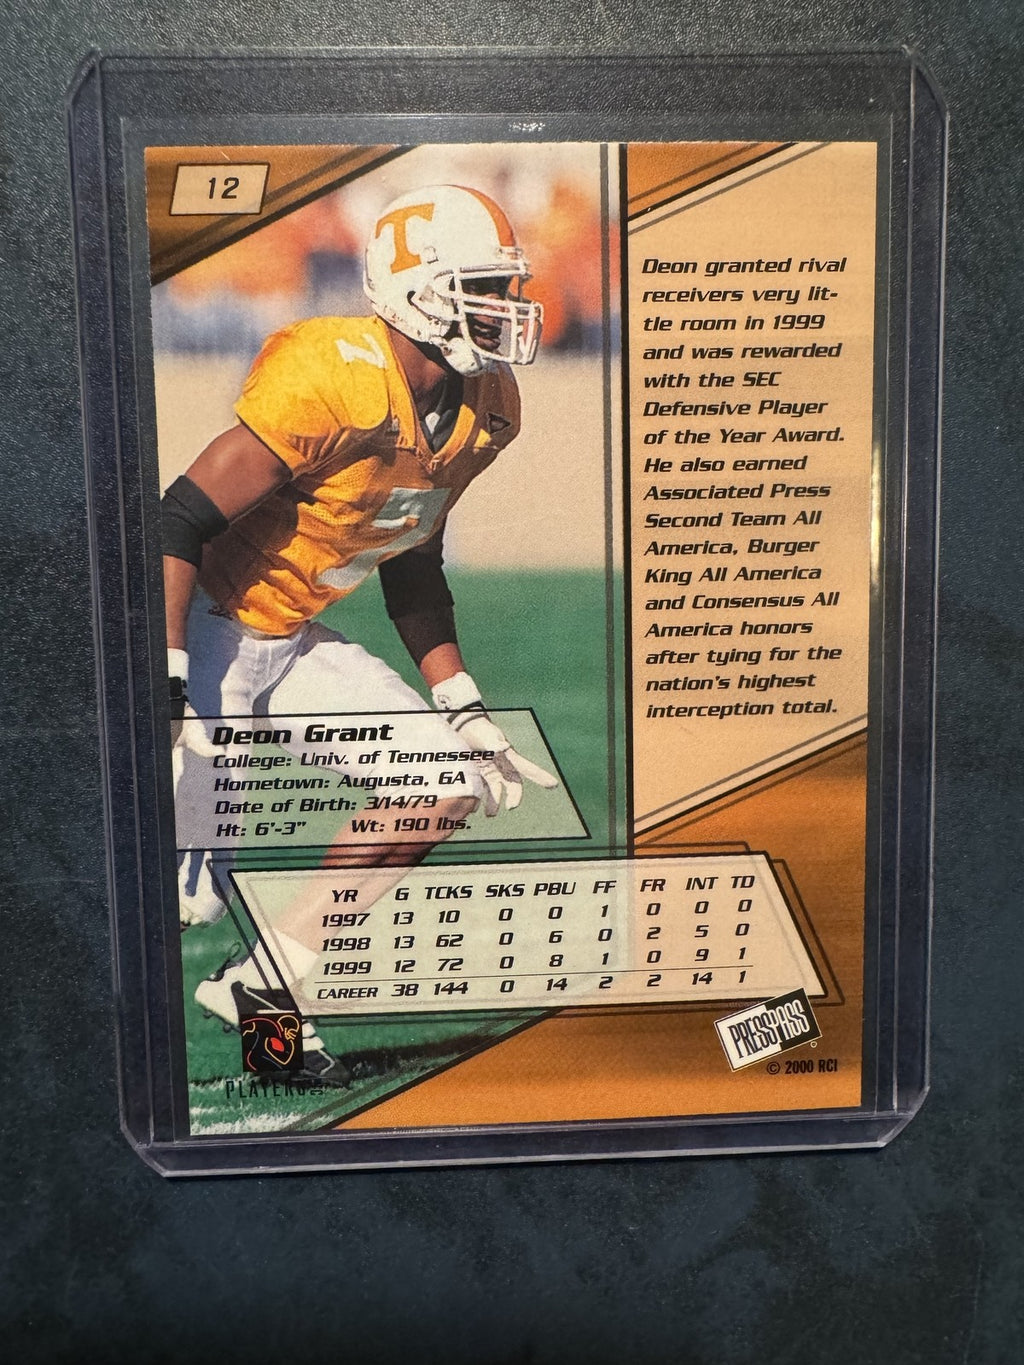 12
T
7
7
Deon granted rival
receivers very lit-
tle room in 1999
and was rewarded
with the SEC
Defensive Player
of the Year Award.
He also earned
Associated Press
Second Team All
America, Burger
King All America
and Consensus All
America honors
after tying for the
nation's highest
interception total.
Deon Grant
College: Univ. of Tennessee
Hometown: Augusta, GA
Date of Birth: 3/14/79
Ht: 6'-3" Wt: 190 lbs.
YR G TCKS SKS PBU FF FR INT TD
1997 13 10 0 0 1 0 0 0
1998 13 62 0 6 0 2 5 0
1999 12 72 0 8 1 0 9 1
CAREER 38 144 0 14 2 2 14 1
PRESS PASS
© 2000 RCI
PLAYERS